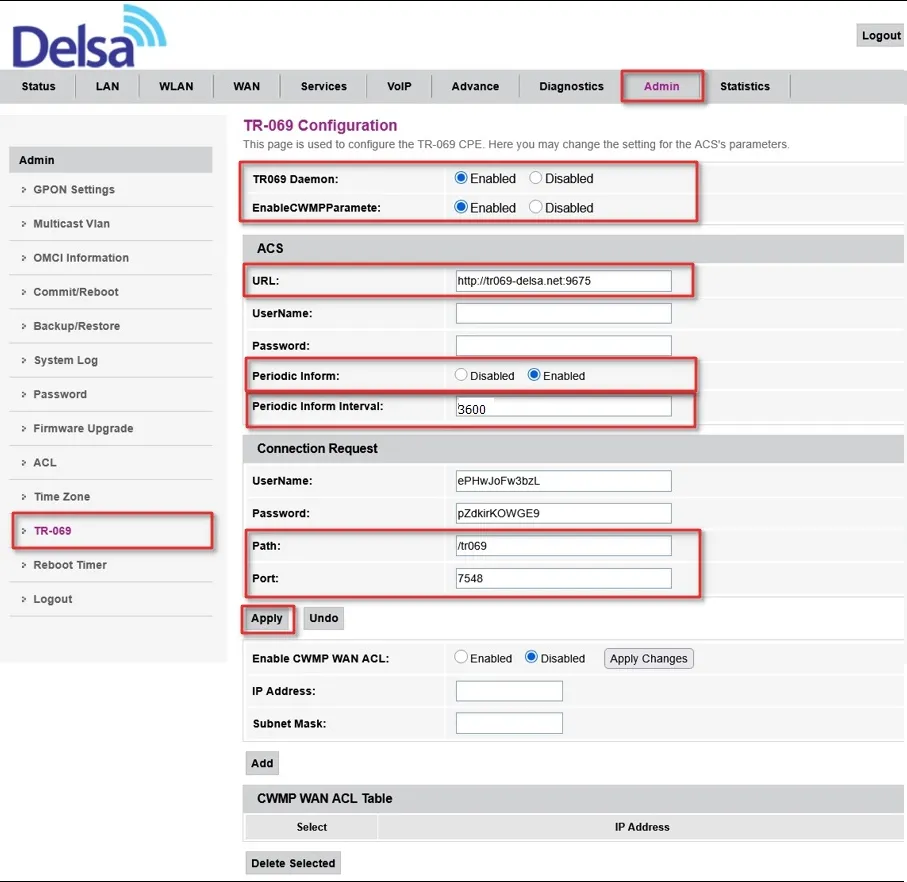 Delsa
Logout
Status LAN WLAN WAN Services VoIP Advance Diagnostics Admin Statistics
Admin
> GPON Settings
> Multicast Vlan
> OMCI Information
> Commit/Reboot
> Backup/Restore
> System Log
> Password
> Firmware Upgrade
> ACL
> Time Zone
> TR-069
> Reboot Timer
> Logout
TR-069 Configuration
This page is used to configure the TR-069 CPE. Here you may change the setting for the ACS's parameters.
TR069 Daemon: Enabled Disabled
EnableCWMPParamete: Enabled Disabled
ACS
URL: http://tr069-delsa.net:9675
UserName:
Password:
Periodic Inform: Disabled Enabled
Periodic Inform Interval: 3600
Connection Request
UserName: ePHwJoFw3bzL
Password: pZdkirKOWGE9
Path: /tr069
Port: 7548
Apply Undo
Enable CWMP WAN ACL: Enabled Disabled Apply Changes
IP Address:
Subnet Mask:
Add
CWMP WAN ACL Table
Select IP Address
Delete Selected